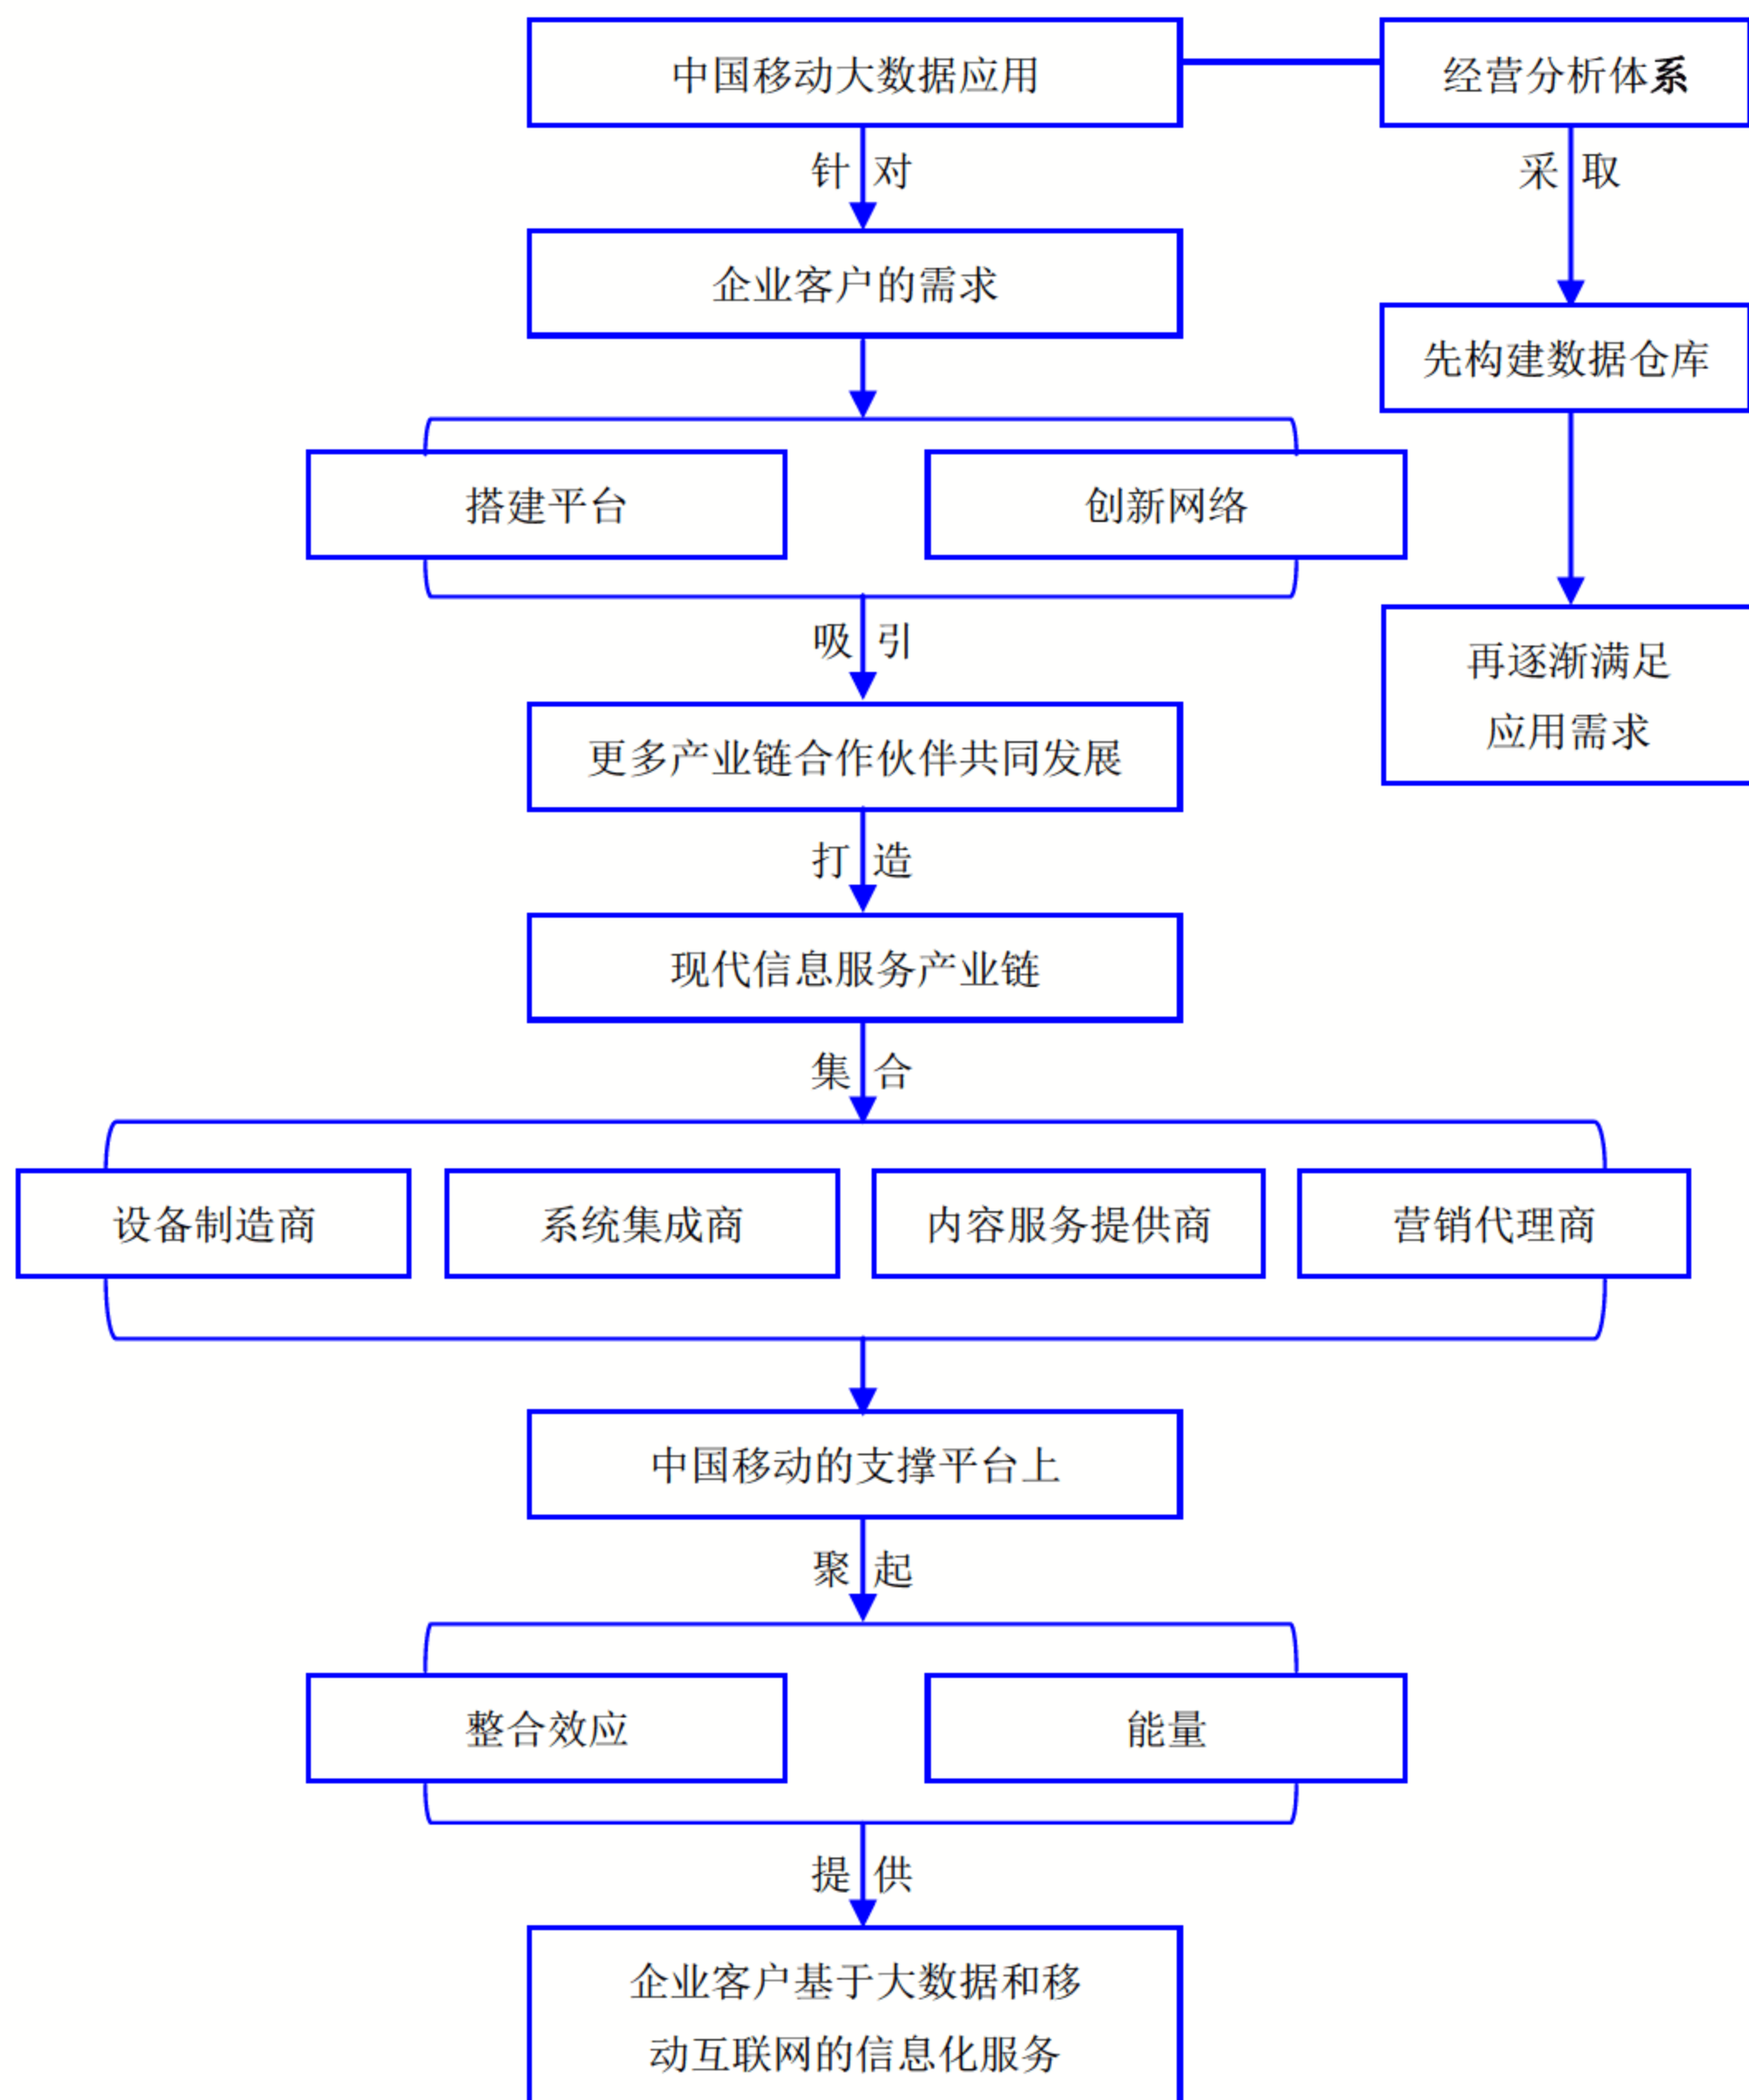 中国移动大数据应用
经营分析体系
针对
采取
企业客户的需求
先构建数据仓库
搭建平台
创新网络
吸引
再逐渐满足
应用需求
更多产业链合作伙伴共同发展
打造
现代信息服务产业链
集合
设备制造商
系统集成商
内容服务提供商
营销代理商
中国移动的支撑平台上
聚起
整合效应
能量
提供
企业客户基于大数据和移
动互联网的信息化服务